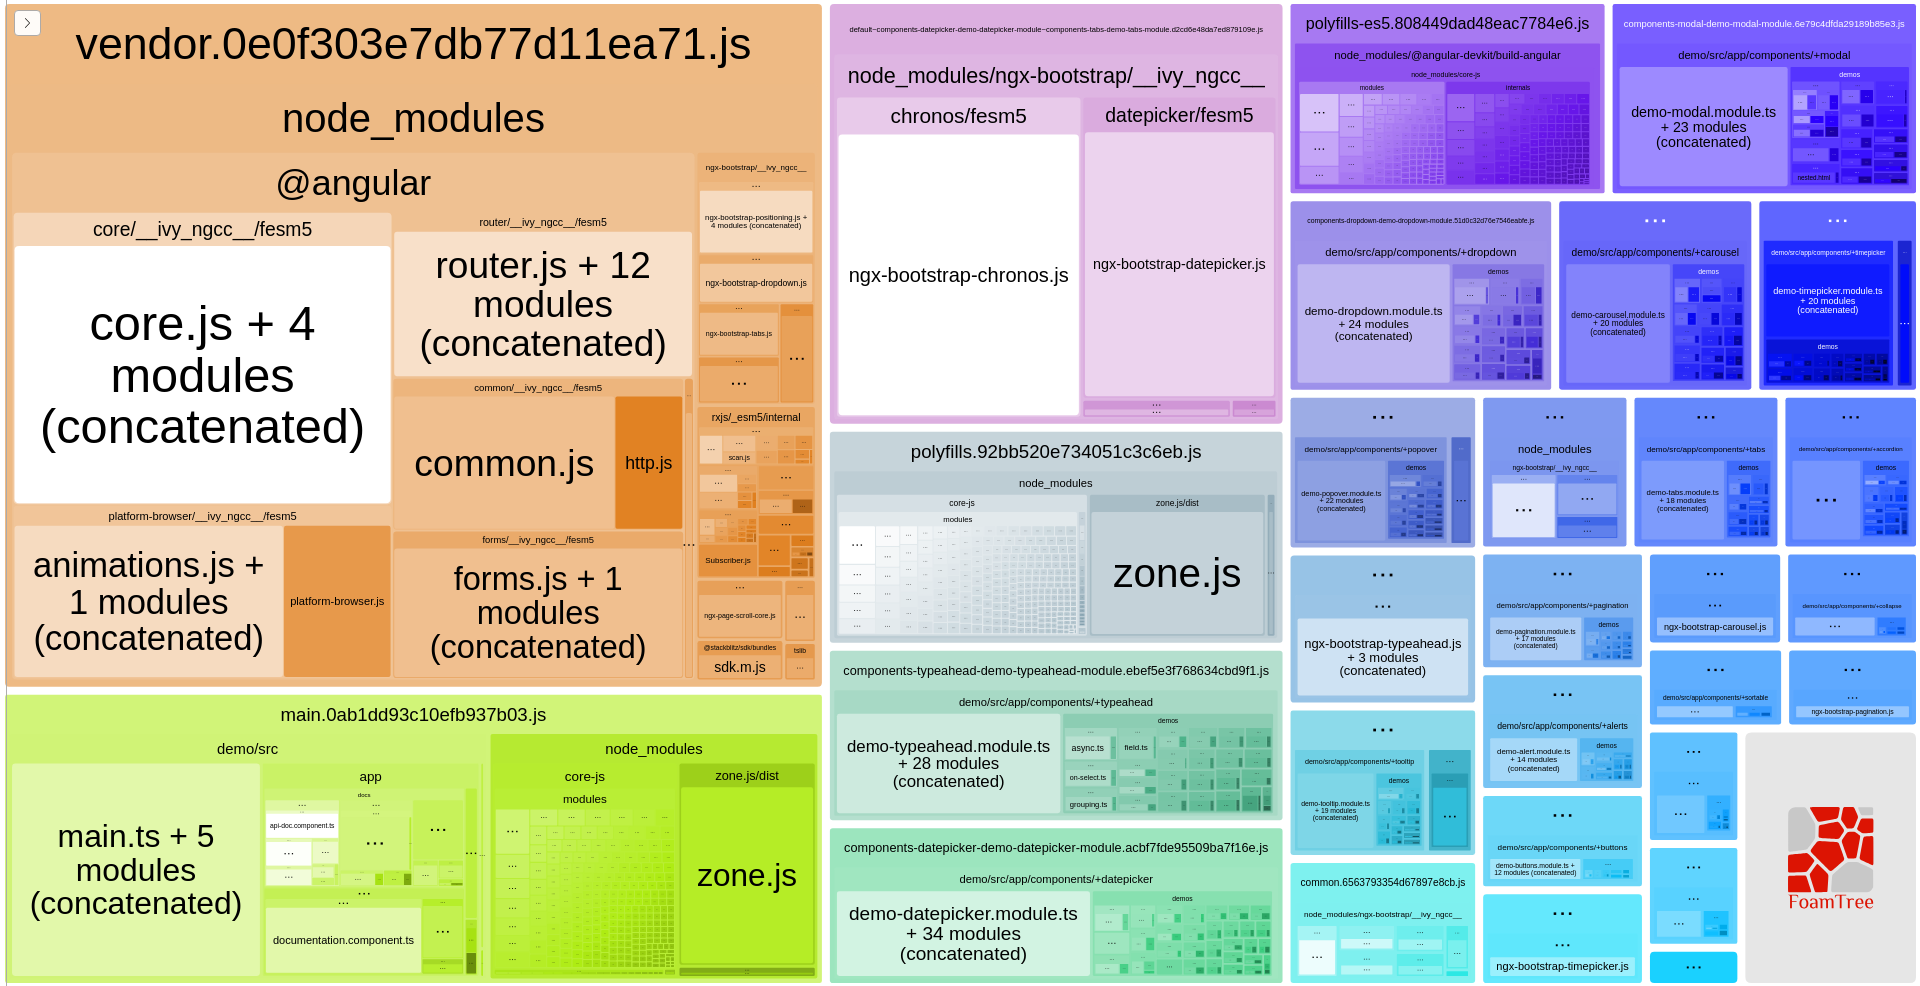 vendor.0e0f303e7db77d11ea71.js
node_modules
@angular
core/__ivy_ngcc__/fesm5
core.js + 4
modules
(concatenated)
platform-browser/__ivy_ngcc__/fesm5
animations.js +
1 modules
(concatenated)
platform-browser.js
router/__ivy_ngcc__/fesm5
router.js + 12
modules
(concatenated)
common/__ivy_ngcc__/fesm5
common.js
http.js
forms/__ivy_ngcc__/fesm5
forms.js + 1
modules
(concatenated)
ngx-bootstrap/__ivy_ngcc__
ngx-bootstrap-positioning.js +
4 modules (concatenated)
ngx-bootstrap-dropdown.js
ngx-bootstrap-tabs.js
rxjs/_esm5/internal
scan.js
Subscriber.js
ngx-page-scroll-core.js
@stackblitz/sdk/bundles
sdk.m.js
tslib
main.0ab1dd93c10efb937b03.js
demo/src
main.ts + 5
modules
(concatenated)
app
docs
api-doc.component.ts
documentation.component.ts
node_modules
core-js
modules
zone.js/dist
zone.js
default~components-datepicker-demo-datepicker-module~components-tabs-demo-tabs-module.d2cd6e48da7ed879109e.js
node_modules/ngx-bootstrap/__ivy_ngcc__
chronos/fesm5
ngx-bootstrap-chronos.js
datepicker/fesm5
ngx-bootstrap-datepicker.js
polyfills.92bb520e734051c3c6eb.js
node_modules
core-js
modules
zone.js/dist
zone.js
components-typeahead-demo-typeahead-module.ebef5e3f768634cbd9f1.js
demo/src/app/components/+typeahead
demo-typeahead.module.ts
+ 28 modules
(concatenated)
demos
async.ts
field.ts
on-select.ts
grouping.ts
components-datepicker-demo-datepicker-module.acbf7fde95509ba7f16e.js
demo/src/app/components/+datepicker
demo-datepicker.module.ts
+ 34 modules
(concatenated)
demos
polyfills-es5.808449dad48eac7784e6.js
node_modules/@angular-devkit/build-angular
node_modules/core-js
modules
internals
components-modal-demo-modal-module.6e79c4dfda29189b85e3.js
demo/src/app/components/+modal
demo-modal.module.ts
+ 23 modules
(concatenated)
demos
nested.html
components-dropdown-demo-dropdown-module.51d0c32d76e7546eabfe.js
demo/src/app/components/+dropdown
demo-dropdown.module.ts
+ 24 modules
(concatenated)
demos
demo/src/app/components/+carousel
demo-carousel.module.ts
+ 20 modules
(concatenated)
demos
demo/src/app/components/+timepicker
demo-timepicker.module.ts
+ 20 modules
(concatenated)
demos
demo/src/app/components/+popover
demo-popover.module.ts
+ 22 modules
(concatenated)
demos
node_modules
ngx-bootstrap/__ivy_ngcc__
demo/src/app/components/+tabs
demo-tabs.module.ts
+ 18 modules
(concatenated)
demos
demo/src/app/components/+accordion
demos
ngx-bootstrap-typeahead.js
+ 3 modules
(concatenated)
demo/src/app/components/+pagination
demo-pagination.module.ts
+ 17 modules
(concatenated)
demos
ngx-bootstrap-carousel.js
demo/src/app/components/+collapse
demo/src/app/components/+sortable
ngx-bootstrap-pagination.js
demo/src/app/components/+alerts
demo-alert.module.ts
+ 14 modules
(concatenated)
demos
demo/src/app/components/+tooltip
demo-tooltip.module.ts
+ 19 modules
(concatenated)
demos
demo/src/app/components/+buttons
demo-buttons.module.ts +
12 modules (concatenated)
common.6563793354d67897e8cb.js
node_modules/ngx-bootstrap/__ivy_ngcc__
ngx-bootstrap-timepicker.js
FoamTree